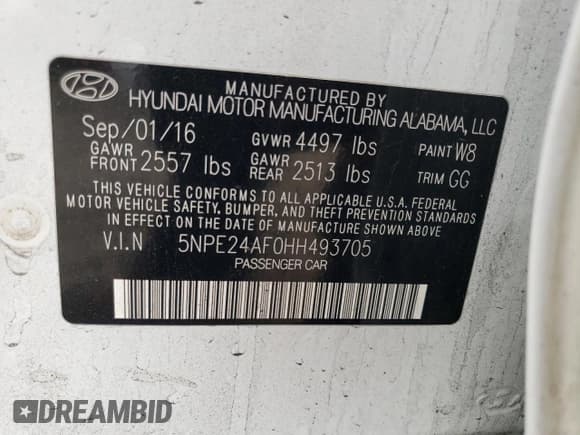 MANUFACTURED BY
HYUNDAI MOTOR MANUFACTURING ALABAMA, LLC
Sep/01/16 GVWR 4497 lbs PAINT W8
GAWR FRONT 2557 lbs GAWR REAR 2513 lbs TRIM GG
THIS VEHICLE CONFORMS TO ALL APPLICABLE U.S.A. FEDERAL
MOTOR VEHICLE SAFETY, BUMPER, AND THEFT PREVENTION STANDARDS
IN EFFECT ON THE DATE OF MANUFACTURE SHOWN ABOVE.
V.I.N 5NPE24AF0HH493705
PASSENGER CAR
DREAMBID